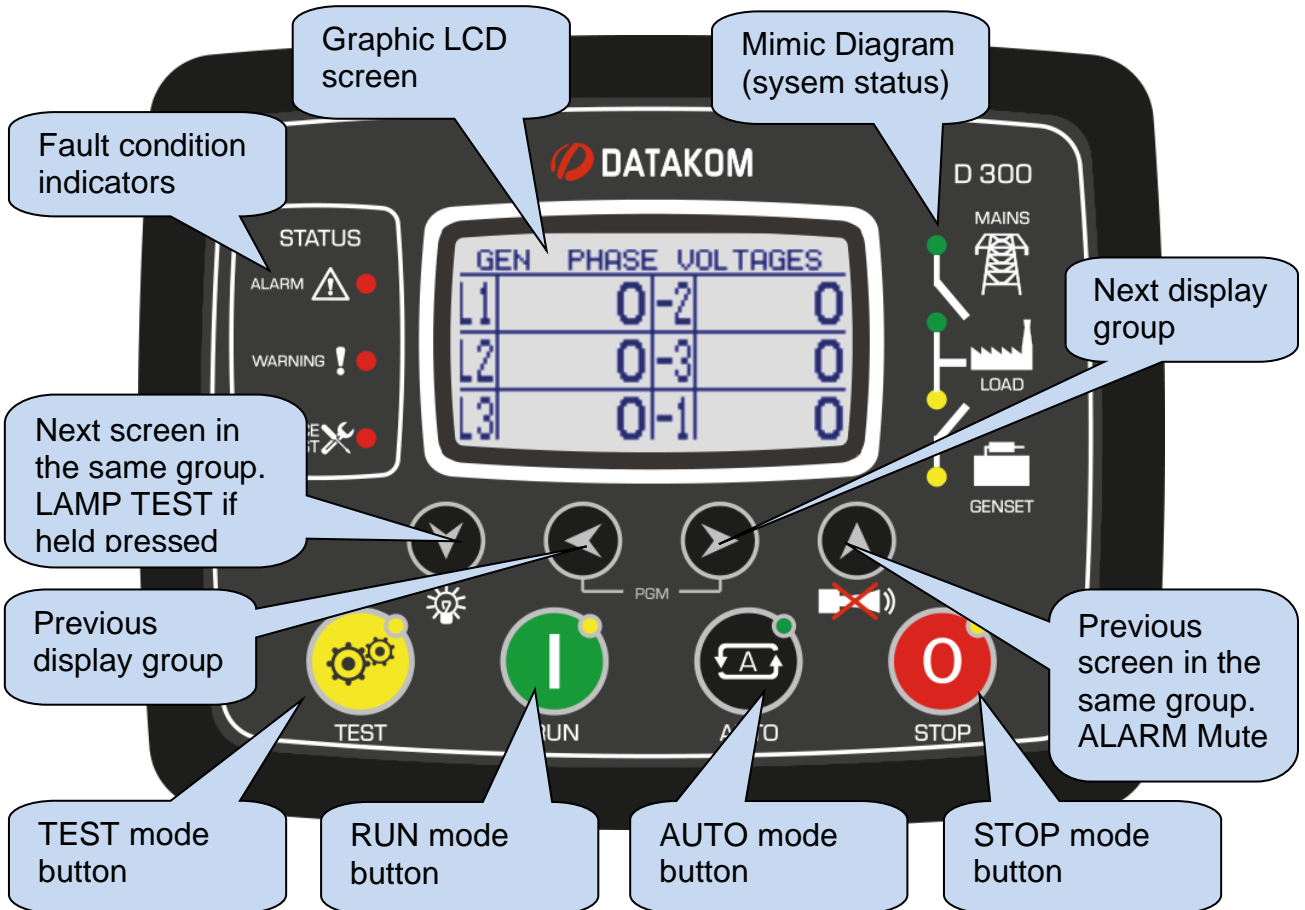 Graphic LCD
screen
Mimic Diagram
(sysem status)
Fault condition
indicators
DATAKOM
D 300
STATUS
MAINS
ALARM
GEN PHASE VOLTAGES
L1 0 -2 0
Next display
group
WARNING !
L2 0 -3 0
LOAD
L3 0 -1 0
Next screen in
the same group.
LAMP TEST if
held pressed
GENSET
PGM
Previous
display group
A
O
Previous
screen in the
same group.
ALARM Mute
TEST
STOP
TEST mode
button
RUN mode
button
AUTO mode
button
STOP mode
button